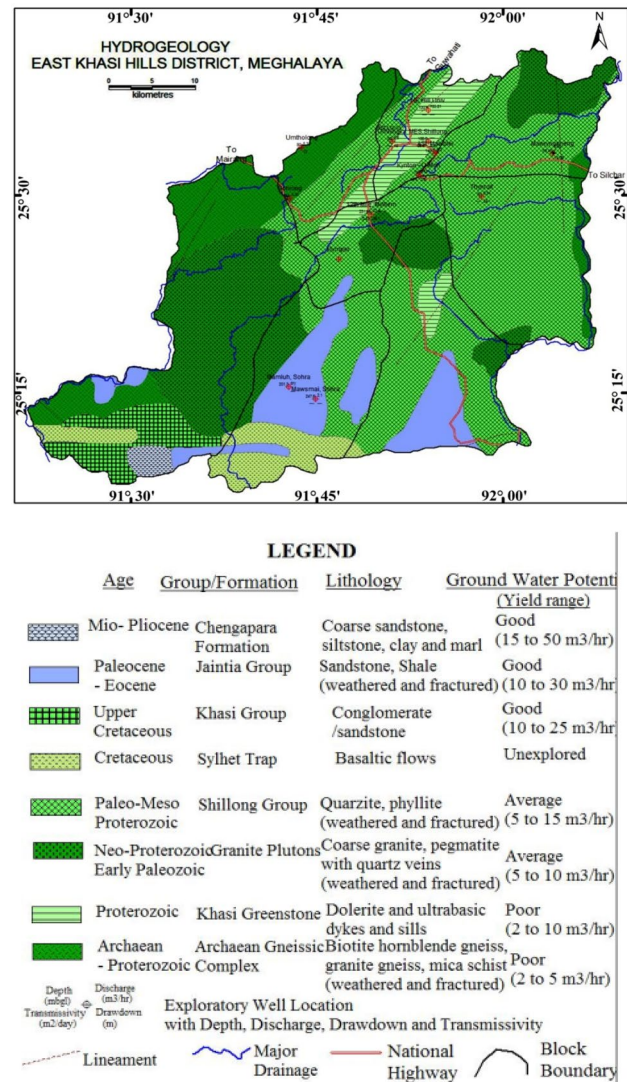 91°30' 91°45' 92°00'
HYDROGEOLOGY
EAST KHASI HILLS DISTRICT, MEGHALAYA
0 5 10
kilometres
N
To
Guwahati
Umtholong
To
Mairang
MES Shillong
Mawryngkneng
To Silchar
25° 30' 25° 30'
Mawsmai, Sohra
25° 15' 25° 15'
91° 30' 91° 45' 92° 00'
LEGEND
Age Group/Formation Lithology Ground Water Potenti
(Yield range)
Mio- Pliocene Chengapara Formation Coarse sandstone, siltstone, clay and marl Good (15 to 50 m3/hr)
Paleocene - Eocene Jaintia Group Sandstone, Shale (weathered and fractured) Good (10 to 30 m3/hr
Upper Cretaceous Khasi Group Conglomerate /sandstone Good (10 to 25 m3/hr)
Cretaceous Sylhet Trap Basaltic flows Unexplored
Paleo-Meso Proterozoic Shillong Group Quarzite, phyllite (weathered and fractured) Average (5 to 15 m3/hr)
Neo-Proterozoic Early Paleozoic Granite Plutons Coarse granite, pegmatite with quartz veins (weathered and fractured) Average (5 to 10 m3/hr)
Proterozoic Khasi Greenstone Dolerite and ultrabasic dykes and sills Poor (2 to 10 m3/hr)
Archaean - Proterozoic Archaean Gneissic Complex Biotite hornblende gneiss, granite gneiss, mica schist (weathered and fractured) Poor (2 to 5 m3/hr)
Depth (mbgl) Discharge (m3/hr)
Transmissivity (m2/day) Drawdown (m)
Exploratory Well Location
with Depth, Discharge, Drawdown and Transmissivity
Lineament Major Drainage National Highway Block Boundary